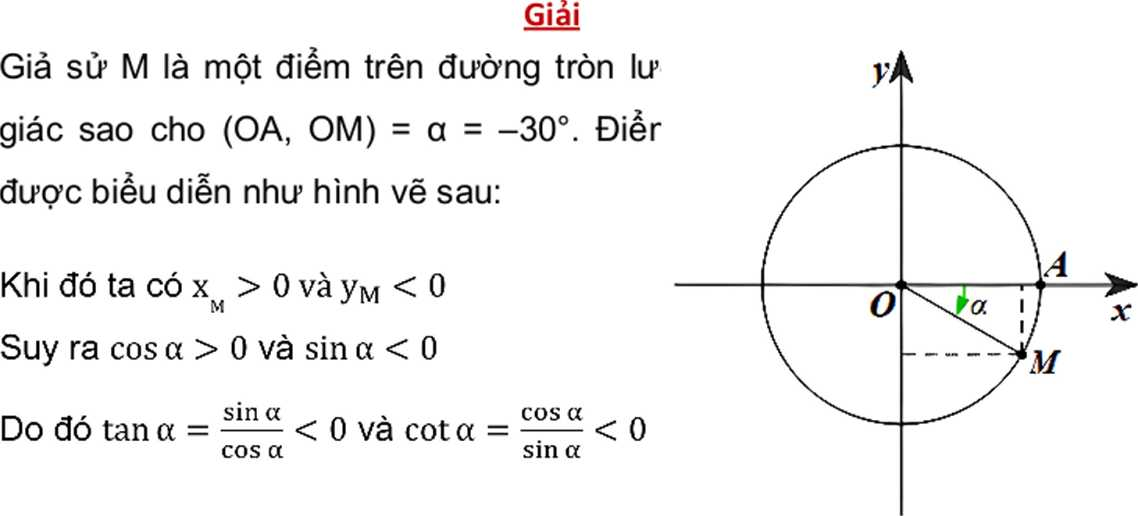 Giải
Giả sử M là một điểm trên đường tròn
giác sao cho (OA, OM) = α = –30°.
được biểu diễn như hình vẽ sau:
Khi đó ta có x_M > 0 và y_M < 0
Suy ra cos α > 0 và sin α < 0
Do đó tan α = sin α / cos α < 0 và cot α = cos α / sin α < 0
y
A
O
α
x
M